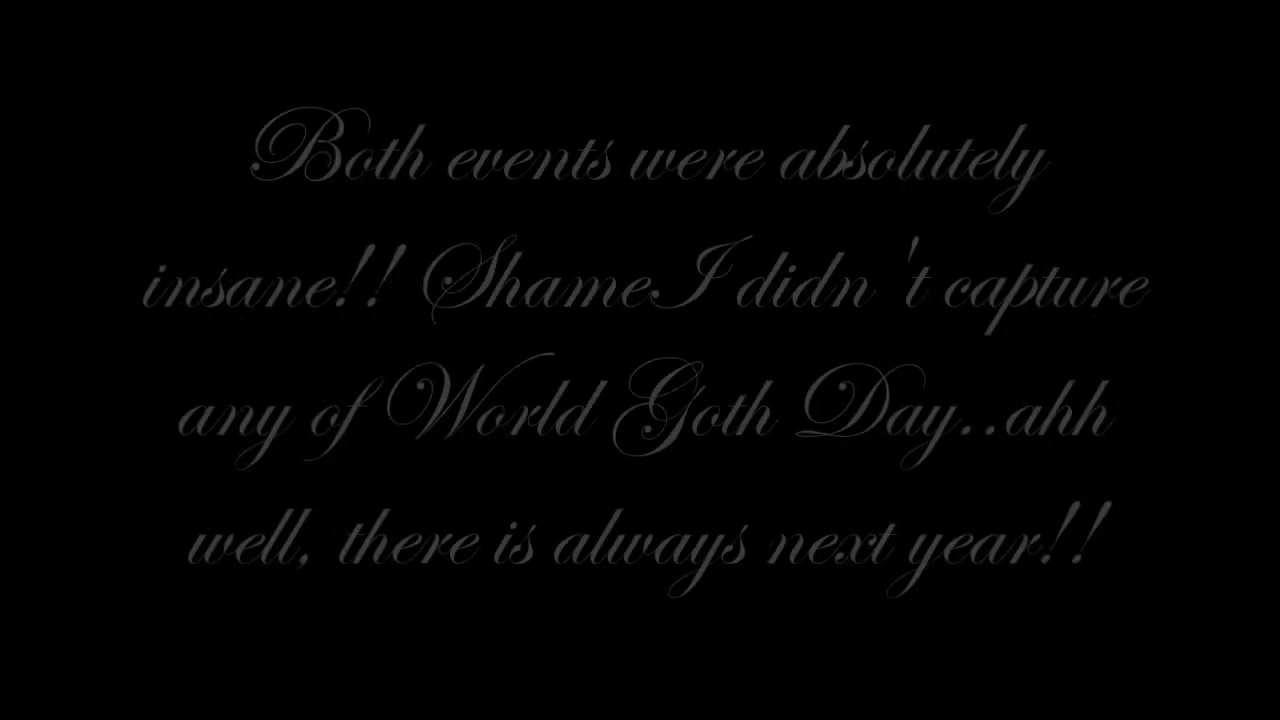 Both events were absolutely
insane!! Shame I didn't capture
any of World Goth Day..ahh
well, there is always next year!!